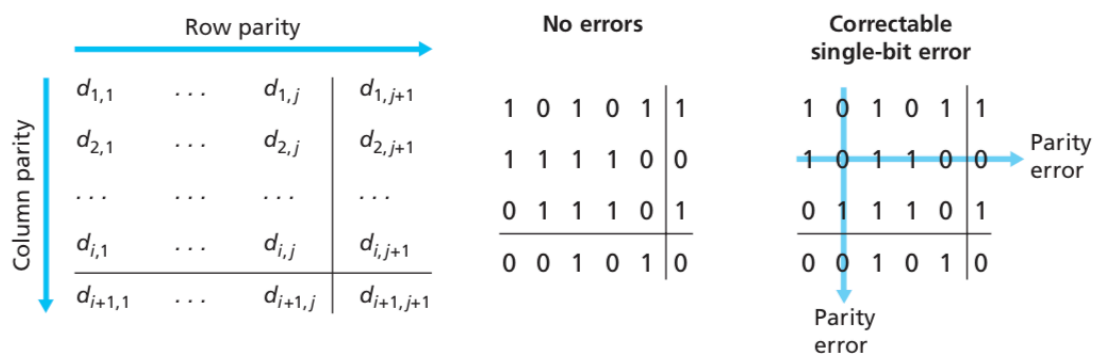 Row parity
Column parity
d1,1 ... d1,j d1,j+1
d2,1 ... d2,j d2,j+1
... ... ... ...
di,1 ... di,j di,j+1
di+1,1 ... di+1,j di+1,j+1
No errors
1 0 1 0 1 1
1 1 1 1 0 0
0 1 1 1 0 1
0 0 1 0 1 0
Correctable
single-bit error
1 0 1 0 1 1
1 0 1 1 0 0
0 1 1 1 0 1
0 0 1 0 1 0
Parity
error
Parity
error